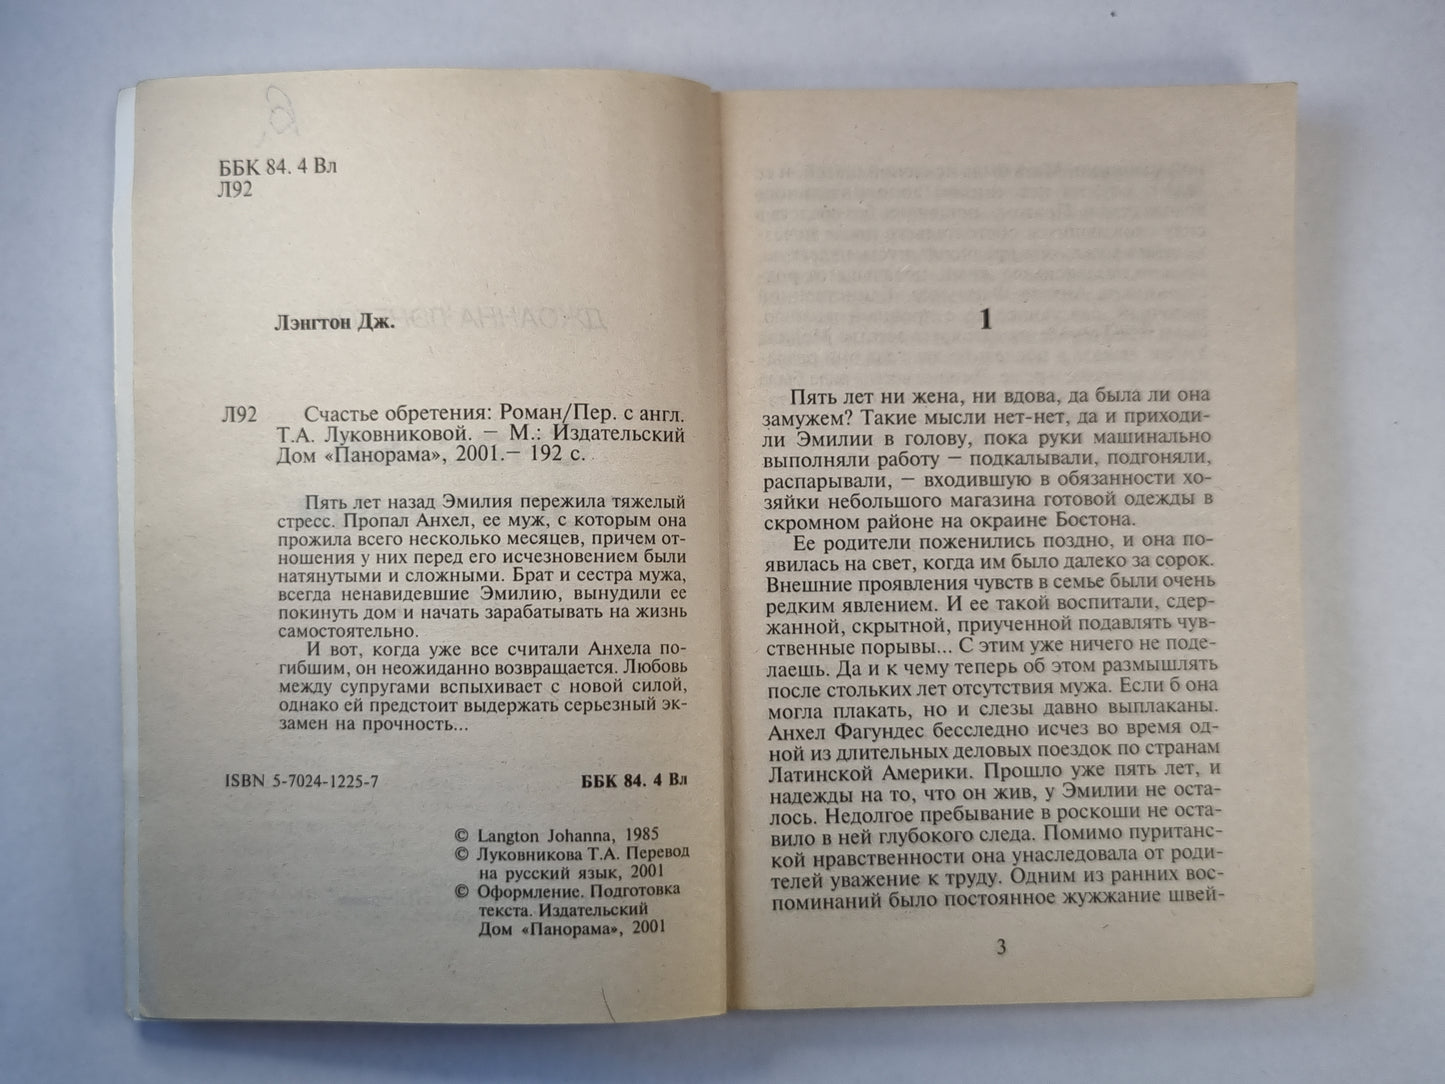 ББК 84. 4 Вл
Л92
Лэнгтон Дж.
Л92 Счастье обретения: Роман/Пер. с англ.
Т.А. Луковниковой. — М.: Издательский
Дом «Панорама», 2001.— 192 с.
Пять лет назад Эмилия пережила тяжелый
стресс. Пропал Анхел, ее муж, с которым она
прожила всего несколько месяцев, причем от-
ношения у них перед его исчезновением были
натянутыми и сложными. Брат и сестра мужа,
всегда ненавидевшие Эмилию, вынудили ее
покинуть дом и начать зарабатывать на жизнь
самостоятельно.
И вот, когда уже все считали Анхела по-
гибшим, он неожиданно возвращается. Любовь
между супругами вспыхивает с новой силой,
однако ей предстоит выдержать серьезный эк-
замен на прочность...
ISBN 5-7024-1225-7 ББК 84. 4 Вл
© Langton Johanna, 1985
© Луковникова Т.А. Перевод
на русский язык, 2001
© Оформление. Подготовка
текста. Издательский
Дом «Панорама», 2001
1
Пять лет ни жена, ни вдова, да была ли она
замужем? Такие мысли нет-нет, да и приходи-
ли Эмилии в голову, пока руки машинально
выполняли работу — подкалывали, подгоняли,
распарывали, — входившую в обязанности хо-
зяйки небольшого магазина готовой одежды в
скромном районе на окраине Бостона.
Ее родители поженились поздно, и она по-
явилась на свет, когда им было далеко за сорок.
Внешние проявления чувств в семье были очень
редким явлением. И ее такой воспитали, сдер-
жанной, скрытной, приученной подавлять чув-
ственные порывы... С этим уже ничего не поде-
лаешь. Да и к чему теперь об этом размышлять
после стольких лет отсутствия мужа. Если б она
могла плакать, но и слезы давно выплаканы.
Анхел Фагундес бесследно исчез во время од-
ной из длительных деловых поездок по странам
Латинской Америки. Прошло уже пять лет, и
надежды на то, что он жив, у Эмилии не оста-
лось. Недолгое пребывание в роскоши не оста-
вило в ней глубокого следа. Помимо пуританс-
кой нравственности она унаследовала от роди-
телей уважение к труду. Одним из ранних вос-
поминаний было постоянное жужжание швей-
3